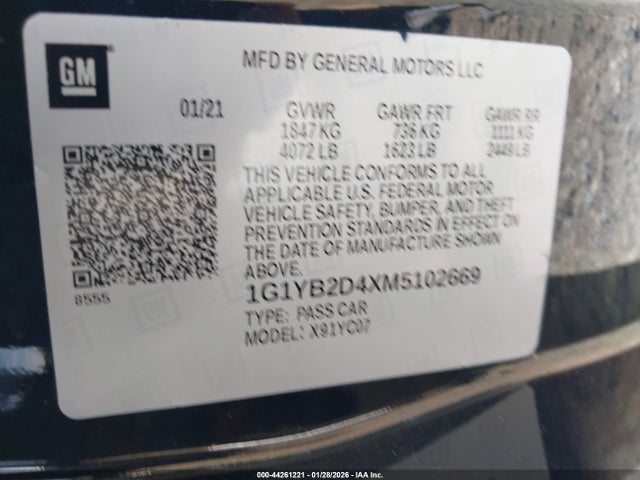 GM
MFD BY GENERAL MOTORS LLC
01/21 GVWR GAWR FRT GAWR RR
1847 KG 736 KG 1111 KG
4072 LB 1623 LB 2449 LB
THIS VEHICLE CONFORMS TO ALL
APPLICABLE U.S. FEDERAL MOTOR
VEHICLE SAFETY, BUMPER, AND THEFT
PREVENTION STANDARDS IN EFFECT ON
THE DATE OF MANUFACTURE SHOWN
ABOVE.
8555
1G1YB2D4XM5102669
TYPE: PASS CAR
MODEL: X91YC07
000-44261221 | 01/28/2026 | IAA Inc.